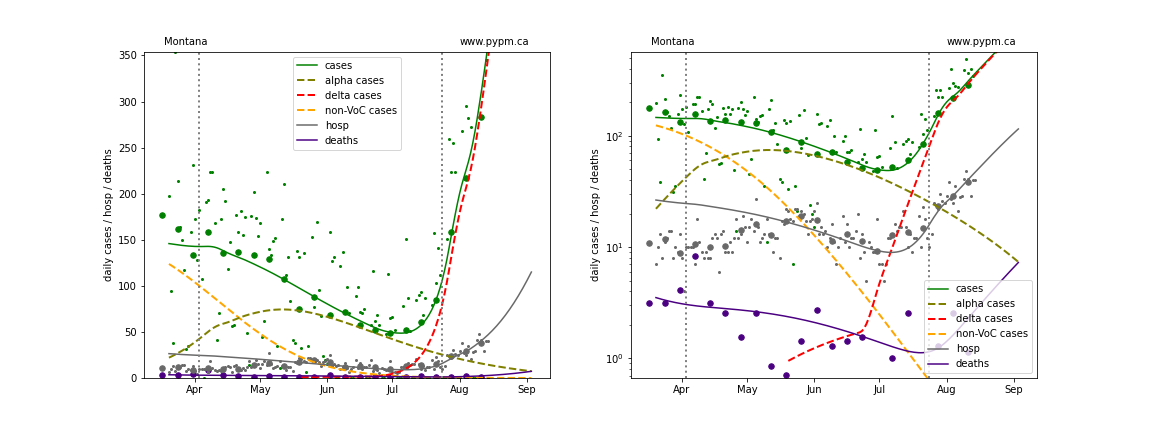 Montana
www.pypm.ca
daily cases / hosp / deaths
350
300
250
200
150
100
50
0
cases
alpha cases
delta cases
non-VoC cases
hosp
deaths
Apr
May
Jun
Jul
Aug
Sep
Montana
www.pypm.ca
daily cases / hosp / deaths
10²
10¹
10⁰
cases
alpha cases
delta cases
non-VoC cases
hosp
deaths
Apr
May
Jun
Jul
Aug
Sep